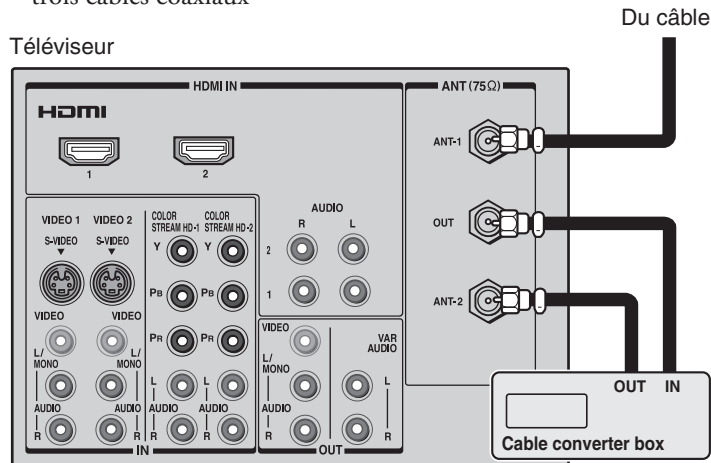 trois câbles coaxiaux
Du câble
Téléviseur
HDMI IN
ANT (75Ω)
HDMI
1
2
ANT-1
VIDEO 1
VIDEO 2
S-VIDEO
S-VIDEO
COLOR STREAM HD-1
COLOR STREAM HD-2
AUDIO
R
L
2
1
OUT
ANT-2
Y
Y
PB
PB
PR
PR
VIDEO
VIDEO
L/MONO
L/MONO
AUDIO
AUDIO
R
R
L
L
AUDIO
AUDIO
R
R
IN
VIDEO
VAR AUDIO
L/MONO
AUDIO
R
L
R
OUT
OUT
IN
Cable converter box